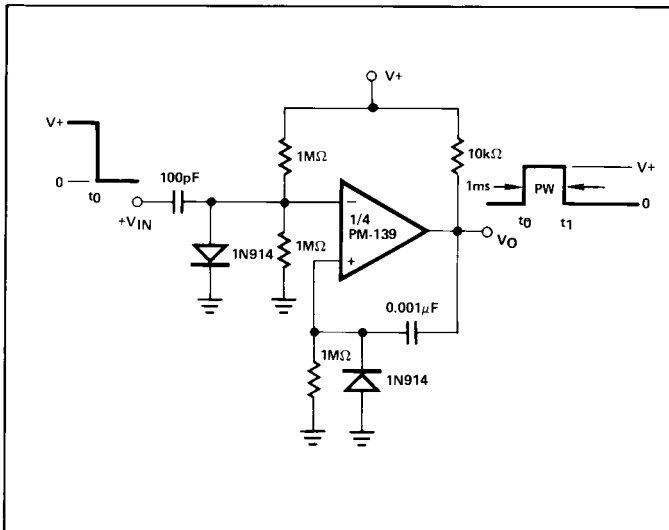 V+
V+
0
t0
100pF
+VIN
1MΩ
10kΩ
1N914
1MΩ
−
1/4
PM-139
+
VO
1ms
PW
V+
0
t0
t1
0.001μF
1MΩ
1N914